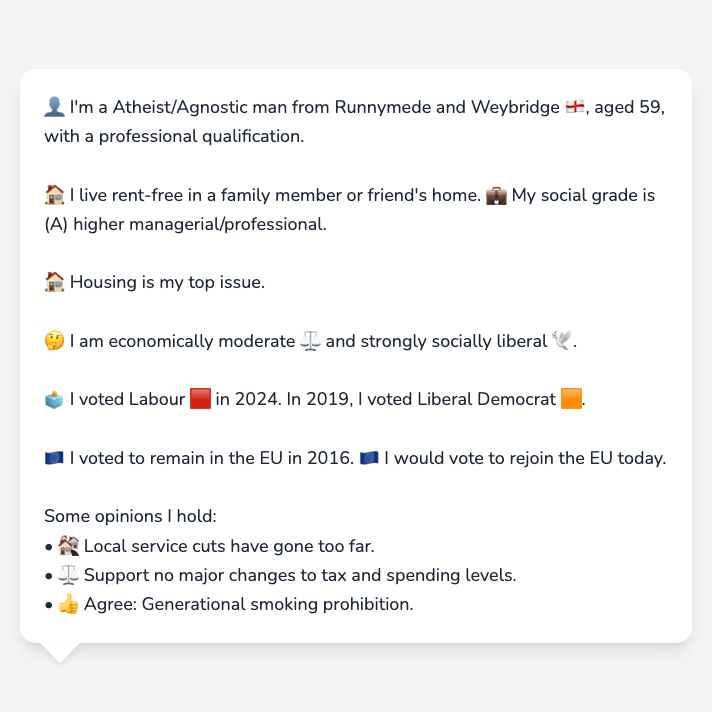 👤 I'm a Atheist/Agnostic man from Runnymede and Weybridge 🏴󠁧󠁢󠁥󠁮󠁧󠁿, aged 59,
with a professional qualification.
🏠 I live rent-free in a family member or friend's home. 💼 My social grade is
(A) higher managerial/professional.
🏠 Housing is my top issue.
🤔 I am economically moderate ⚖️ and strongly socially liberal 🕊️.
🗳️ I voted Labour 🟥 in 2024. In 2019, I voted Liberal Democrat 🟧.
🇪🇺 I voted to remain in the EU in 2016. 🇪🇺 I would vote to rejoin the EU today.
Some opinions I hold:
• 🏚️ Local service cuts have gone too far.
• ⚖️ Support no major changes to tax and spending levels.
• 👍 Agree: Generational smoking prohibition.